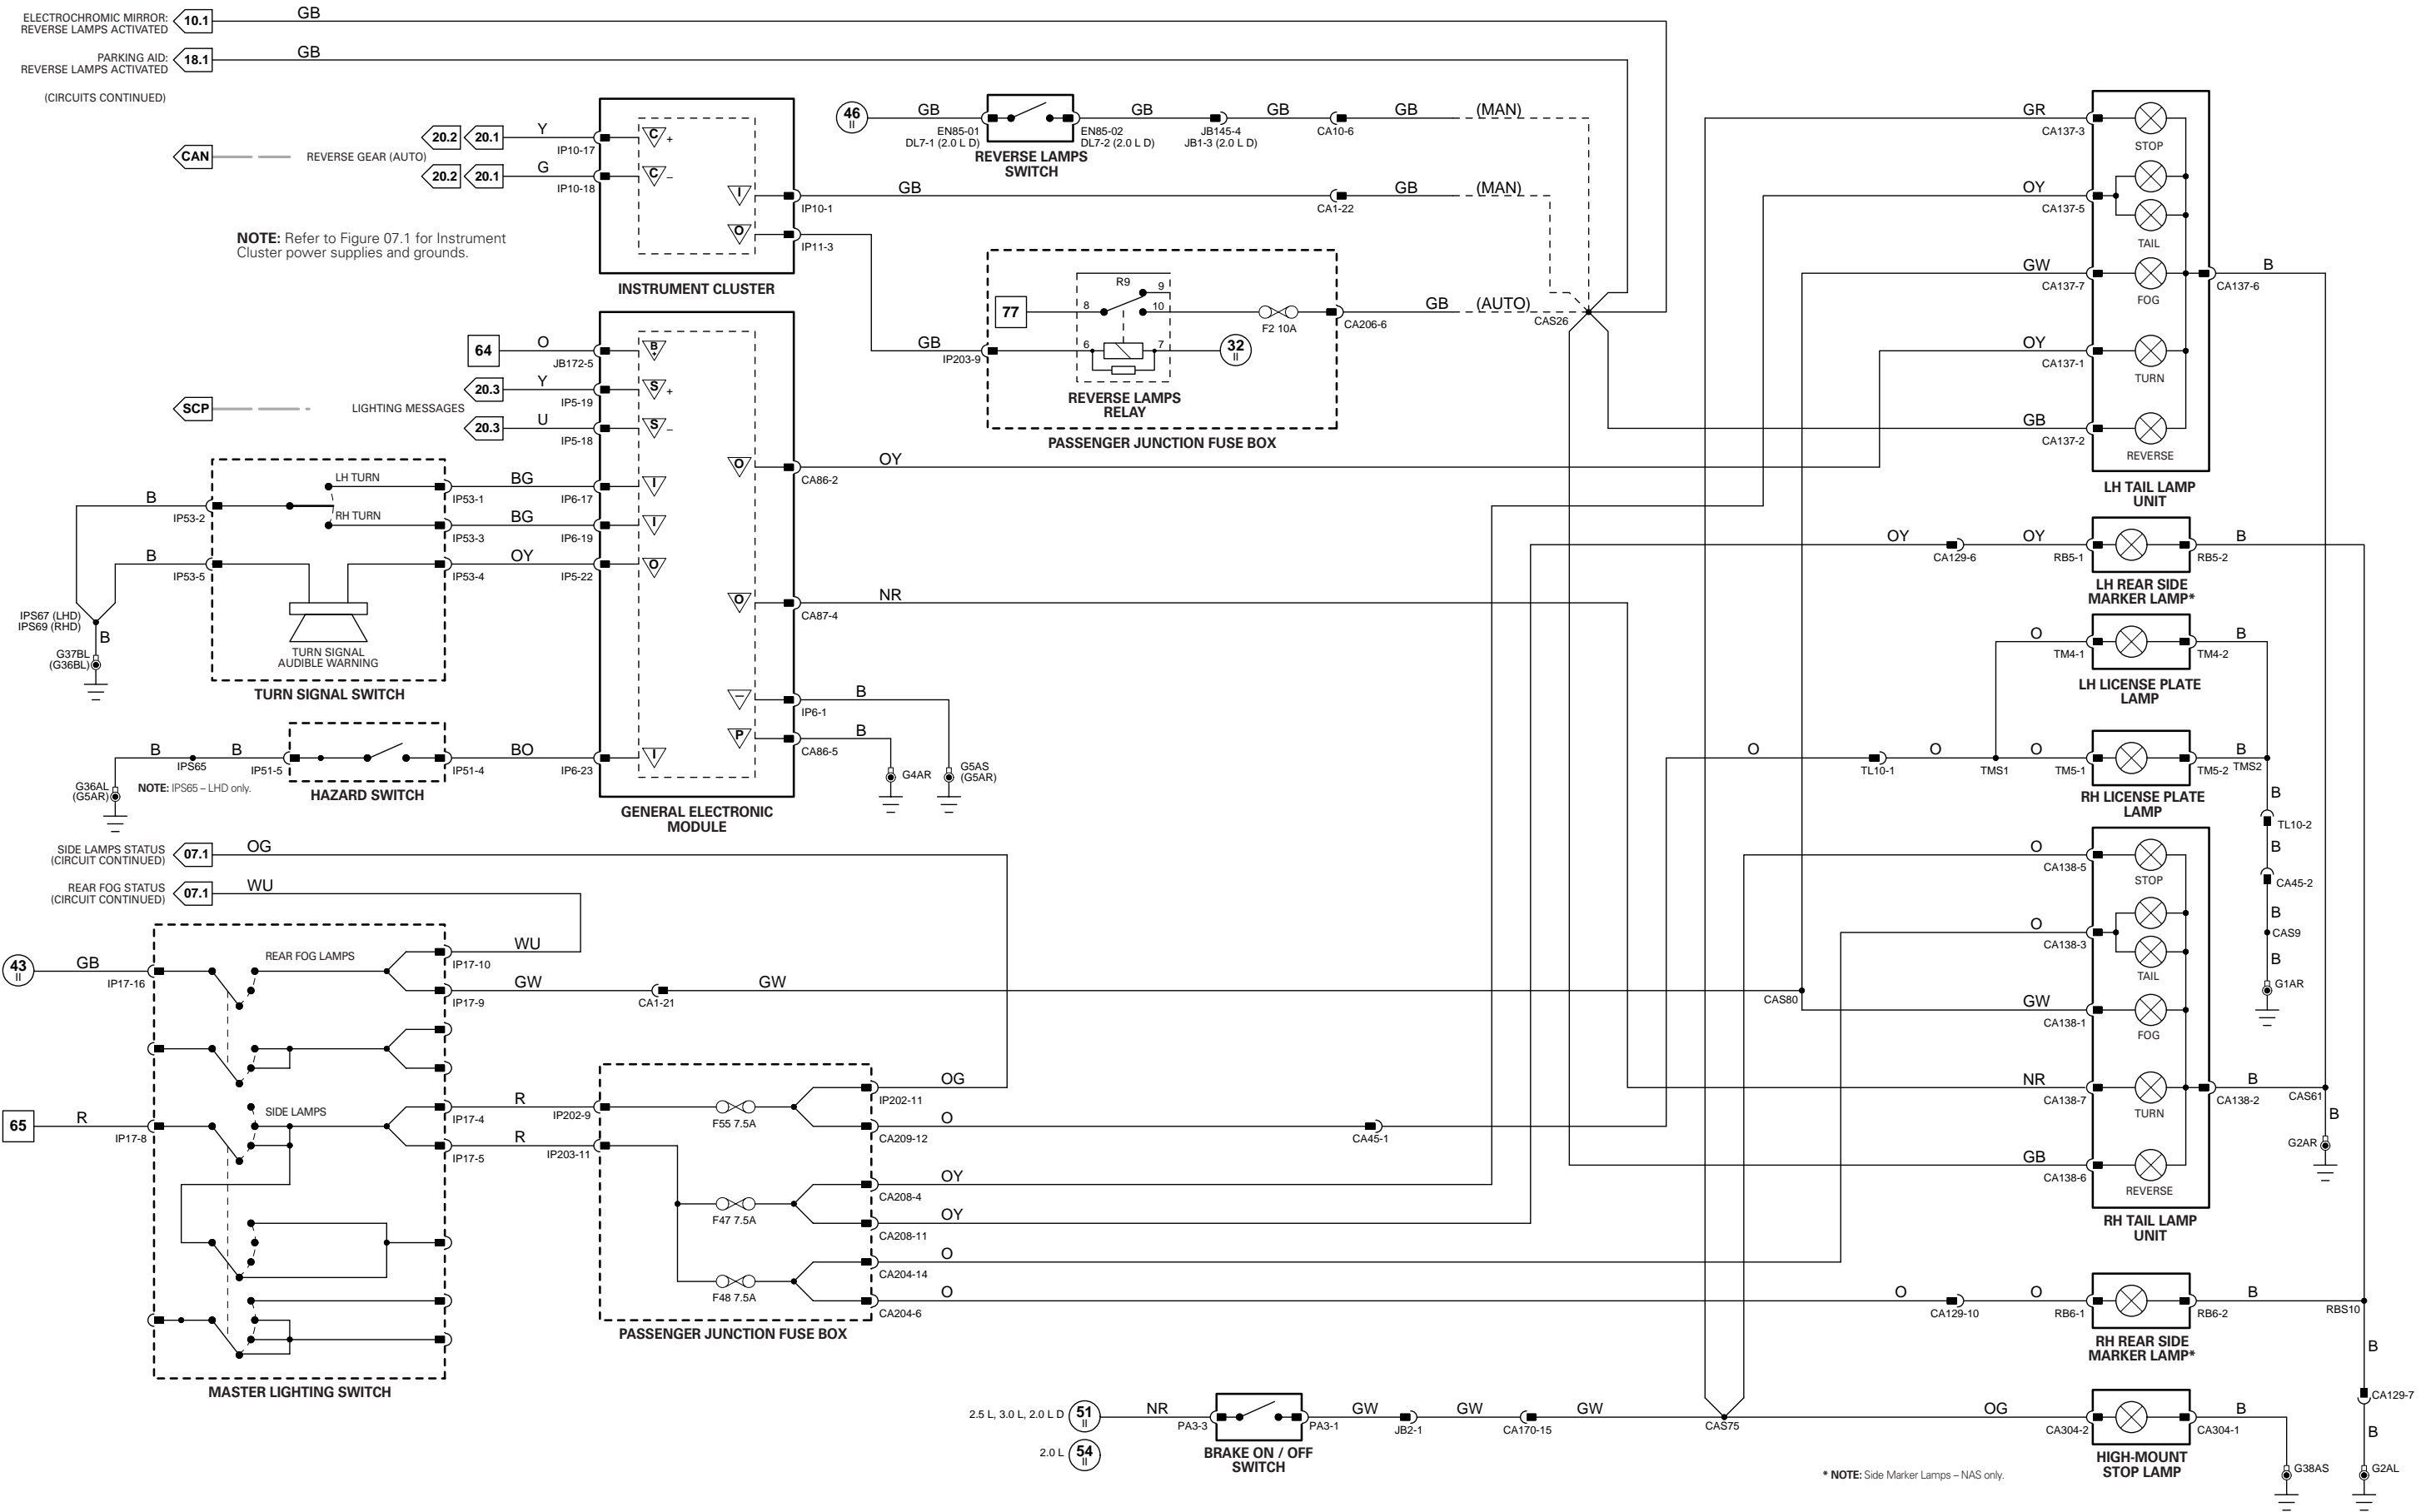 ELECTROCHROMIC MIRROR:
REVERSE LAMPS ACTIVATED
10.1
GB
PARKING AID:
REVERSE LAMPS ACTIVATED
18.1
GB
(CIRCUITS CONTINUED)
20.2
20.1
Y
IP10-17
CAN
REVERSE GEAR (AUTO)
20.2
20.1
G
IP10-18
C
+
C
–
I
IP10-1
O
IP11-3
NOTE: Refer to Figure 07.1 for Instrument
Cluster power supplies and grounds.
INSTRUMENT CLUSTER
46
II
GB
EN85-01
DL7-1 (2.0 L D)
REVERSE LAMPS
SWITCH
EN85-02
DL7-2 (2.0 L D)
GB
JB145-4
JB1-3 (2.0 L D)
GB
CA10-6
GB
(MAN)
GB
CA1-22
GB
(MAN)
77
R9
8
9
10
6
7
F2 10A
CA206-6
GB
(AUTO)
CAS26
GB
IP203-9
32
II
REVERSE LAMPS
RELAY
PASSENGER JUNCTION FUSE BOX
64
O
JB172-5
B
+
20.3
Y
IP5-19
S
+
SCP
LIGHTING MESSAGES
20.3
U
IP5-18
S
–
O
CA86-2
OY
LH TURN
IP53-1
BG
IP6-17
I
RH TURN
IP53-3
BG
IP6-19
I
B
IP53-2
B
IP53-5
IP53-4
OY
IP5-22
O
O
CA87-4
NR
IPS67 (LHD)
IPS69 (RHD)
B
G37BL
(G36BL)
TURN SIGNAL
AUDIBLE WARNING
TURN SIGNAL SWITCH
–
IP6-1
B
P
CA86-5
B
G4AR
G5AS
(G5AR)
B
IPS65
B
IP51-5
IP51-4
BO
IP6-23
I
G36AL
(G5AR)
NOTE: IPS65 – LHD only.
HAZARD SWITCH
GENERAL ELECTRONIC
MODULE
SIDE LAMPS STATUS
(CIRCUIT CONTINUED)
07.1
OG
REAR FOG STATUS
(CIRCUIT CONTINUED)
07.1
WU
43
II
GB
IP17-16
REAR FOG LAMPS
IP17-10
WU
IP17-9
GW
CA1-21
GW
CAS80
65
R
IP17-8
SIDE LAMPS
IP17-4
R
IP202-9
IP17-5
R
IP203-11
MASTER LIGHTING SWITCH
F55 7.5A
IP202-11
OG
CA209-12
O
CA45-1
F47 7.5A
CA208-4
OY
CA208-11
OY
F48 7.5A
CA204-14
O
CA204-6
O
PASSENGER JUNCTION FUSE BOX
2.5 L, 3.0 L, 2.0 L D
51
II
2.0 L
54
II
NR
PA3-3
PA3-1
BRAKE ON / OFF
SWITCH
GW
JB2-1
GW
CA170-15
GW
CAS75
OG
CA304-2
CA304-1
B
HIGH-MOUNT
STOP LAMP
G38AS
* NOTE: Side Marker Lamps – NAS only.
GR
CA137-3
STOP
OY
CA137-5
TAIL
GW
CA137-7
FOG
CA137-6
B
OY
CA137-1
TURN
GB
CA137-2
REVERSE
LH TAIL LAMP
UNIT
OY
CA129-6
OY
RB5-1
RB5-2
B
LH REAR SIDE
MARKER LAMP*
O
TM4-1
TM4-2
B
LH LICENSE PLATE
LAMP
O
TL10-1
O
TMS1
O
TM5-1
TM5-2
B
TMS2
RH LICENSE PLATE
LAMP
B
TL10-2
B
CA45-2
B
CAS9
B
G1AR
O
CA138-5
STOP
O
CA138-3
TAIL
GW
CA138-1
FOG
NR
CA138-7
TURN
CA138-2
B
CAS61
B
G2AR
GB
CA138-6
REVERSE
RH TAIL LAMP
UNIT
O
CA129-10
O
RB6-1
RB6-2
B
RBS10
RH REAR SIDE
MARKER LAMP*
B
CA129-7
B
G2AL